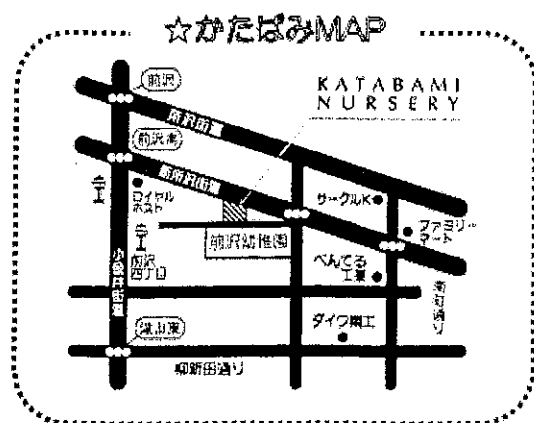 ☆かたばみMAP
前沢
KATABAMI
NURSERY
所沢街道
前沢南
新所沢街道
ロイヤル
ホスト
サークルK
ファミリー
マート
前沢
四丁目
前沢幼稚園
ぺんてる
工業
小金井街道
南町通り
滝山東
ダイワ精工
柳新田通り